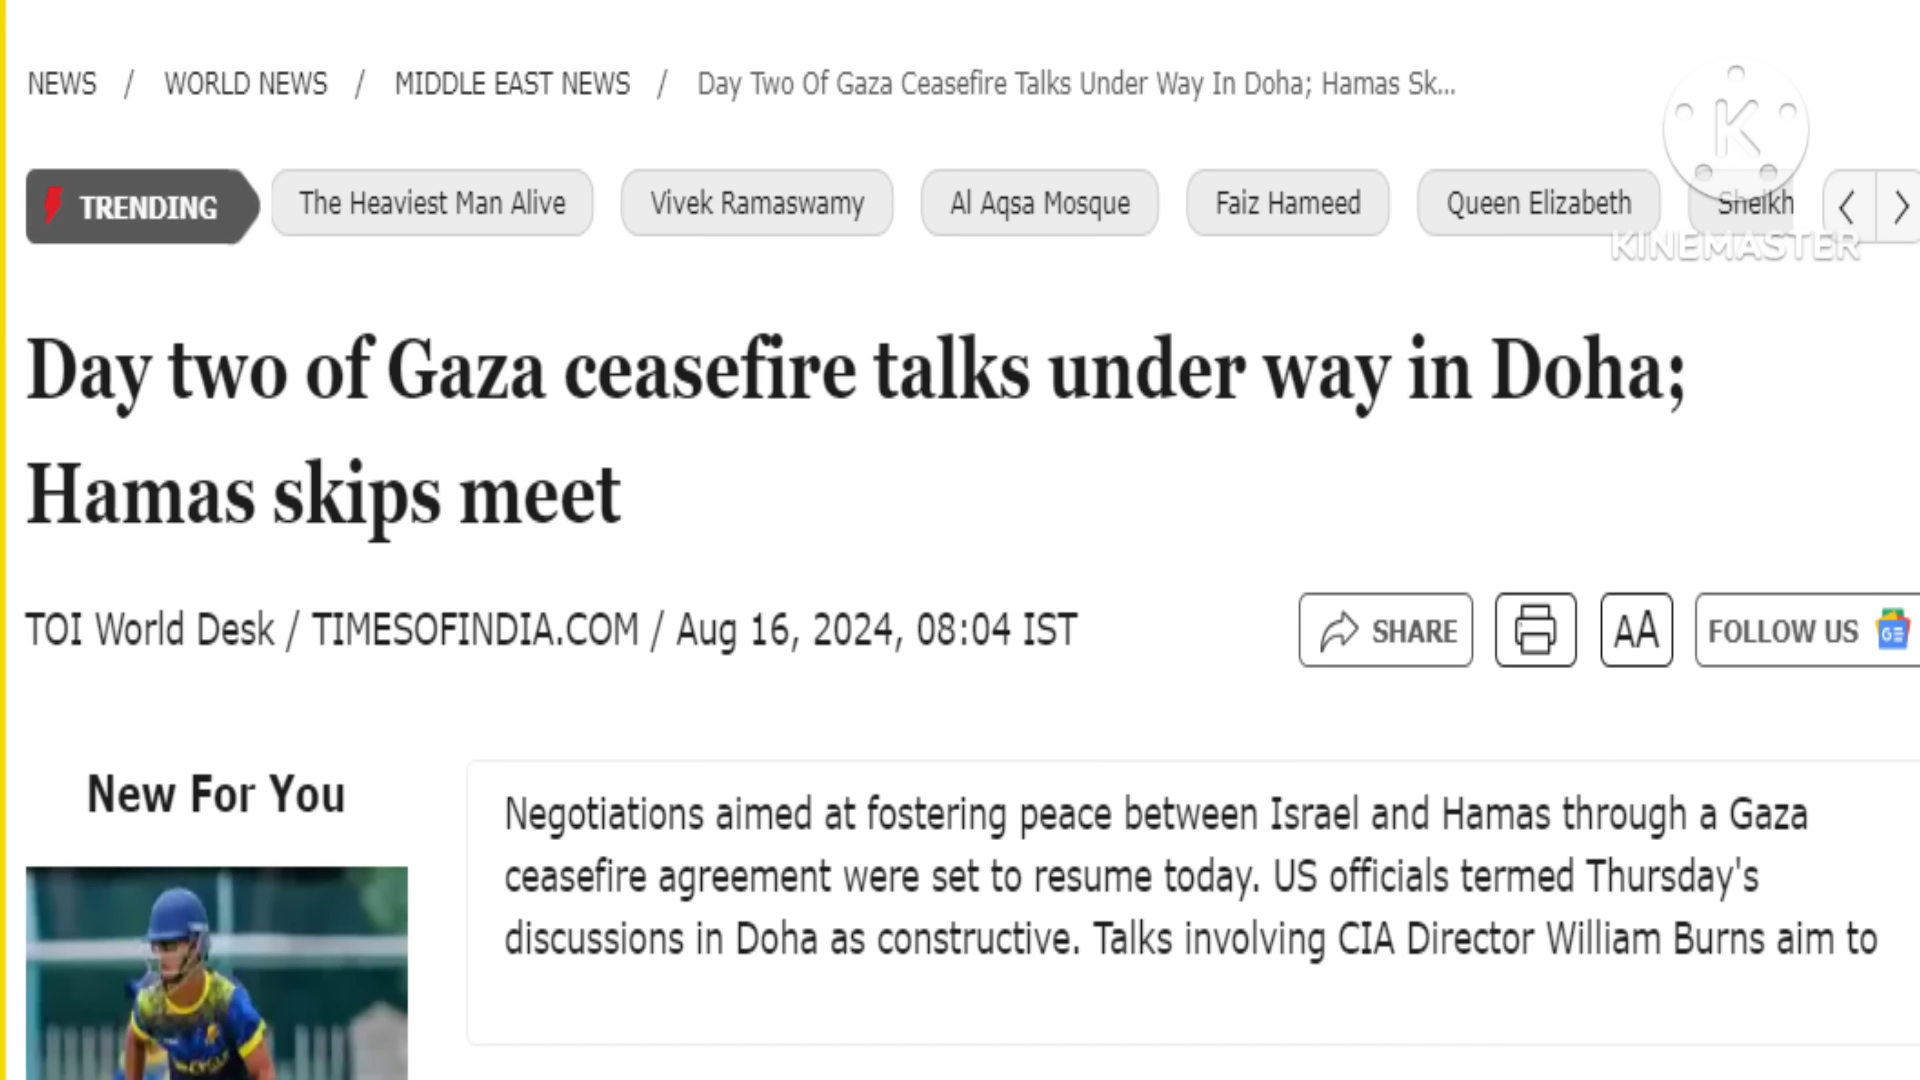 NEWS / WORLD NEWS / MIDDLE EAST NEWS / Day Two Of Gaza Ceasefire Talks Under Way In Doha; Hamas Sk...
TRENDING The Heaviest Man Alive Vivek Ramaswamy Al Aqsa Mosque Faiz Hameed Queen Elizabeth Sheikh
K
KINEMASTER
Day two of Gaza ceasefire talks under way in Doha;
Hamas skips meet
TOI World Desk / TIMESOFINDIA.COM / Aug 16, 2024, 08:04 IST
SHARE AA FOLLOW US GE
New For You
Negotiations aimed at fostering peace between Israel and Hamas through a Gaza
ceasefire agreement were set to resume today. US officials termed Thursday's
discussions in Doha as constructive. Talks involving CIA Director William Burns aim to